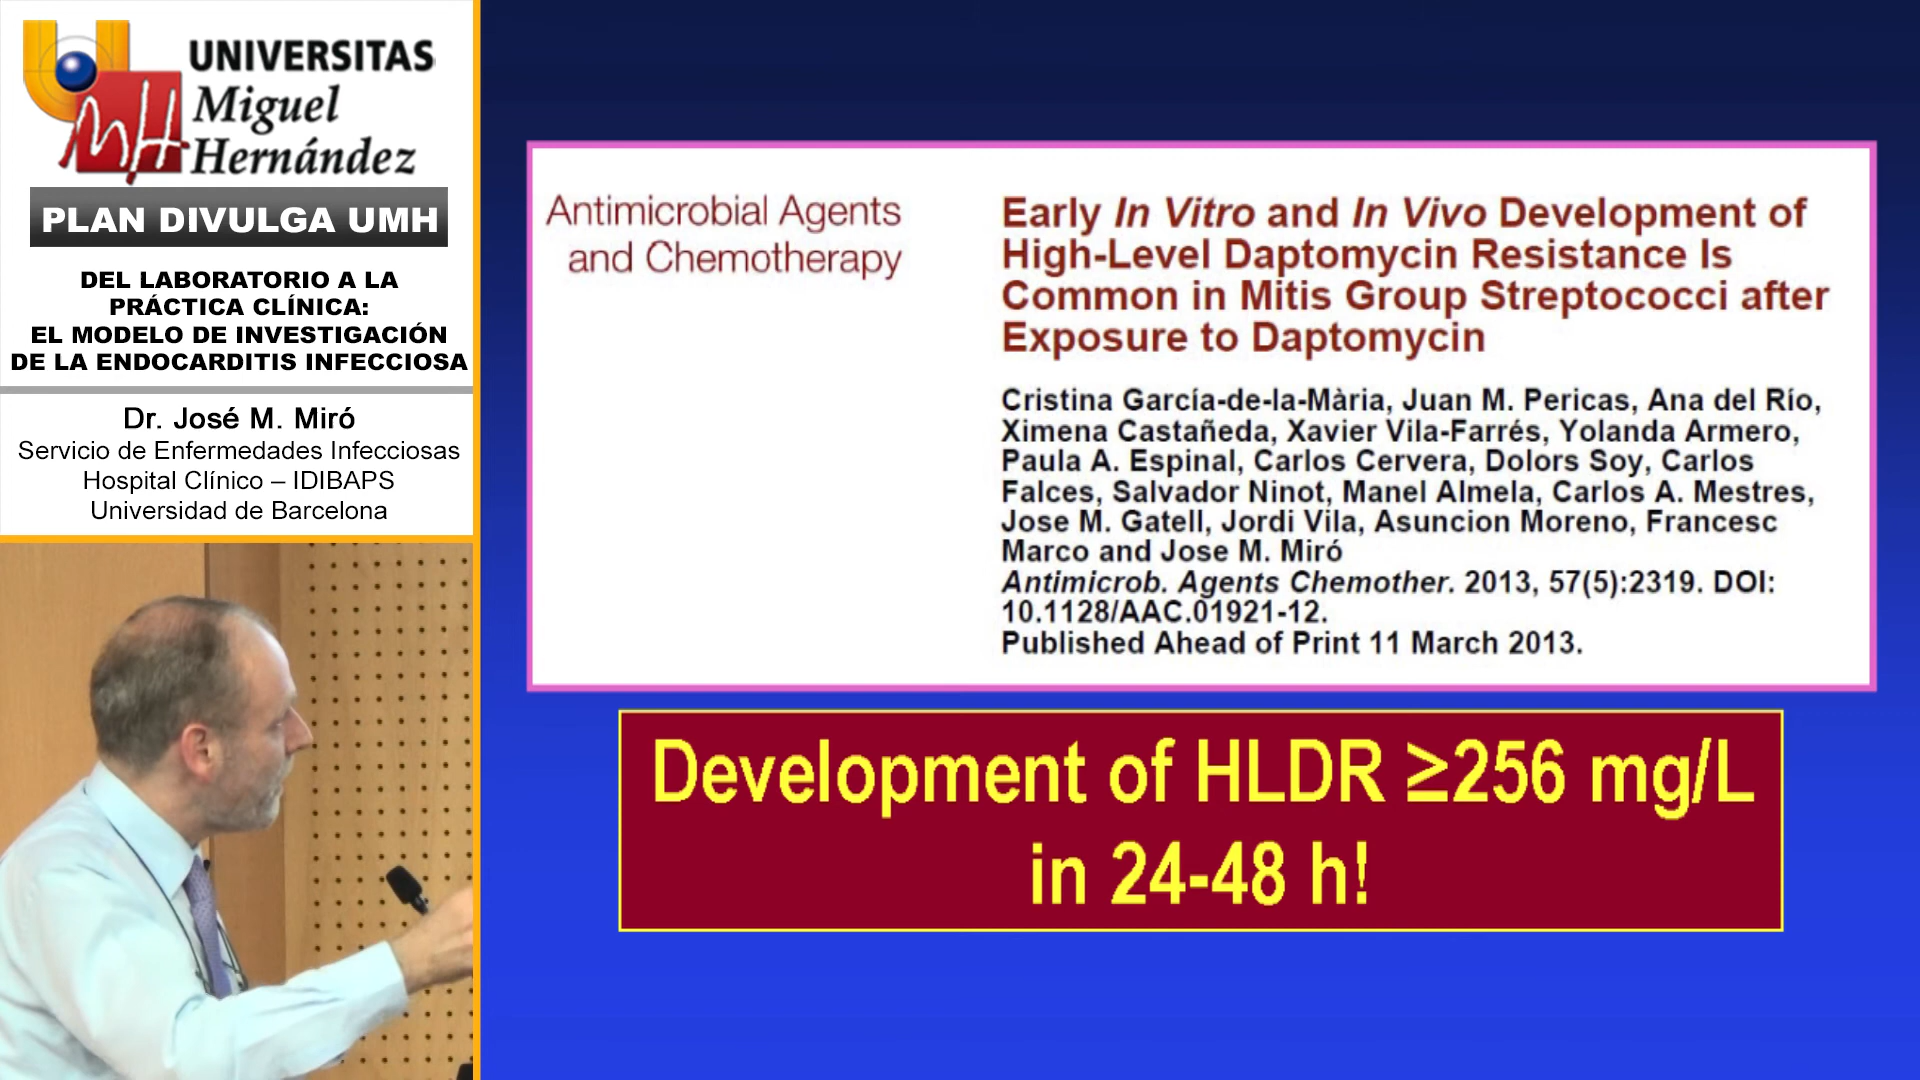 UNIVERSITAS
Miguel
Hernández
PLAN DIVULGA UMH
DEL LABORATORIO A LA
PRÁCTICA CLÍNICA:
EL MODELO DE INVESTIGACIÓN
DE LA ENDOCARDITIS INFECCIOSA
Dr. José M. Miró
Servicio de Enfermedades Infecciosas
Hospital Clínico – IDIBAPS
Universidad de Barcelona
Antimicrobial Agents
and Chemotherapy
Early In Vitro and In Vivo Development of
High-Level Daptomycin Resistance Is
Common in Mitis Group Streptococci after
Exposure to Daptomycin
Cristina García-de-la-Mària, Juan M. Pericas, Ana del Río,
Ximena Castañeda, Xavier Vila-Farrés, Yolanda Armero,
Paula A. Espinal, Carlos Cervera, Dolors Soy, Carlos
Falces, Salvador Ninot, Manel Almela, Carlos A. Mestres,
Jose M. Gatell, Jordi Vila, Asuncion Moreno, Francesc
Marco and Jose M. Miró
Antimicrob. Agents Chemother. 2013, 57(5):2319. DOI:
10.1128/AAC.01921-12.
Published Ahead of Print 11 March 2013.
Development of HLDR ≥256 mg/L
in 24-48 h!